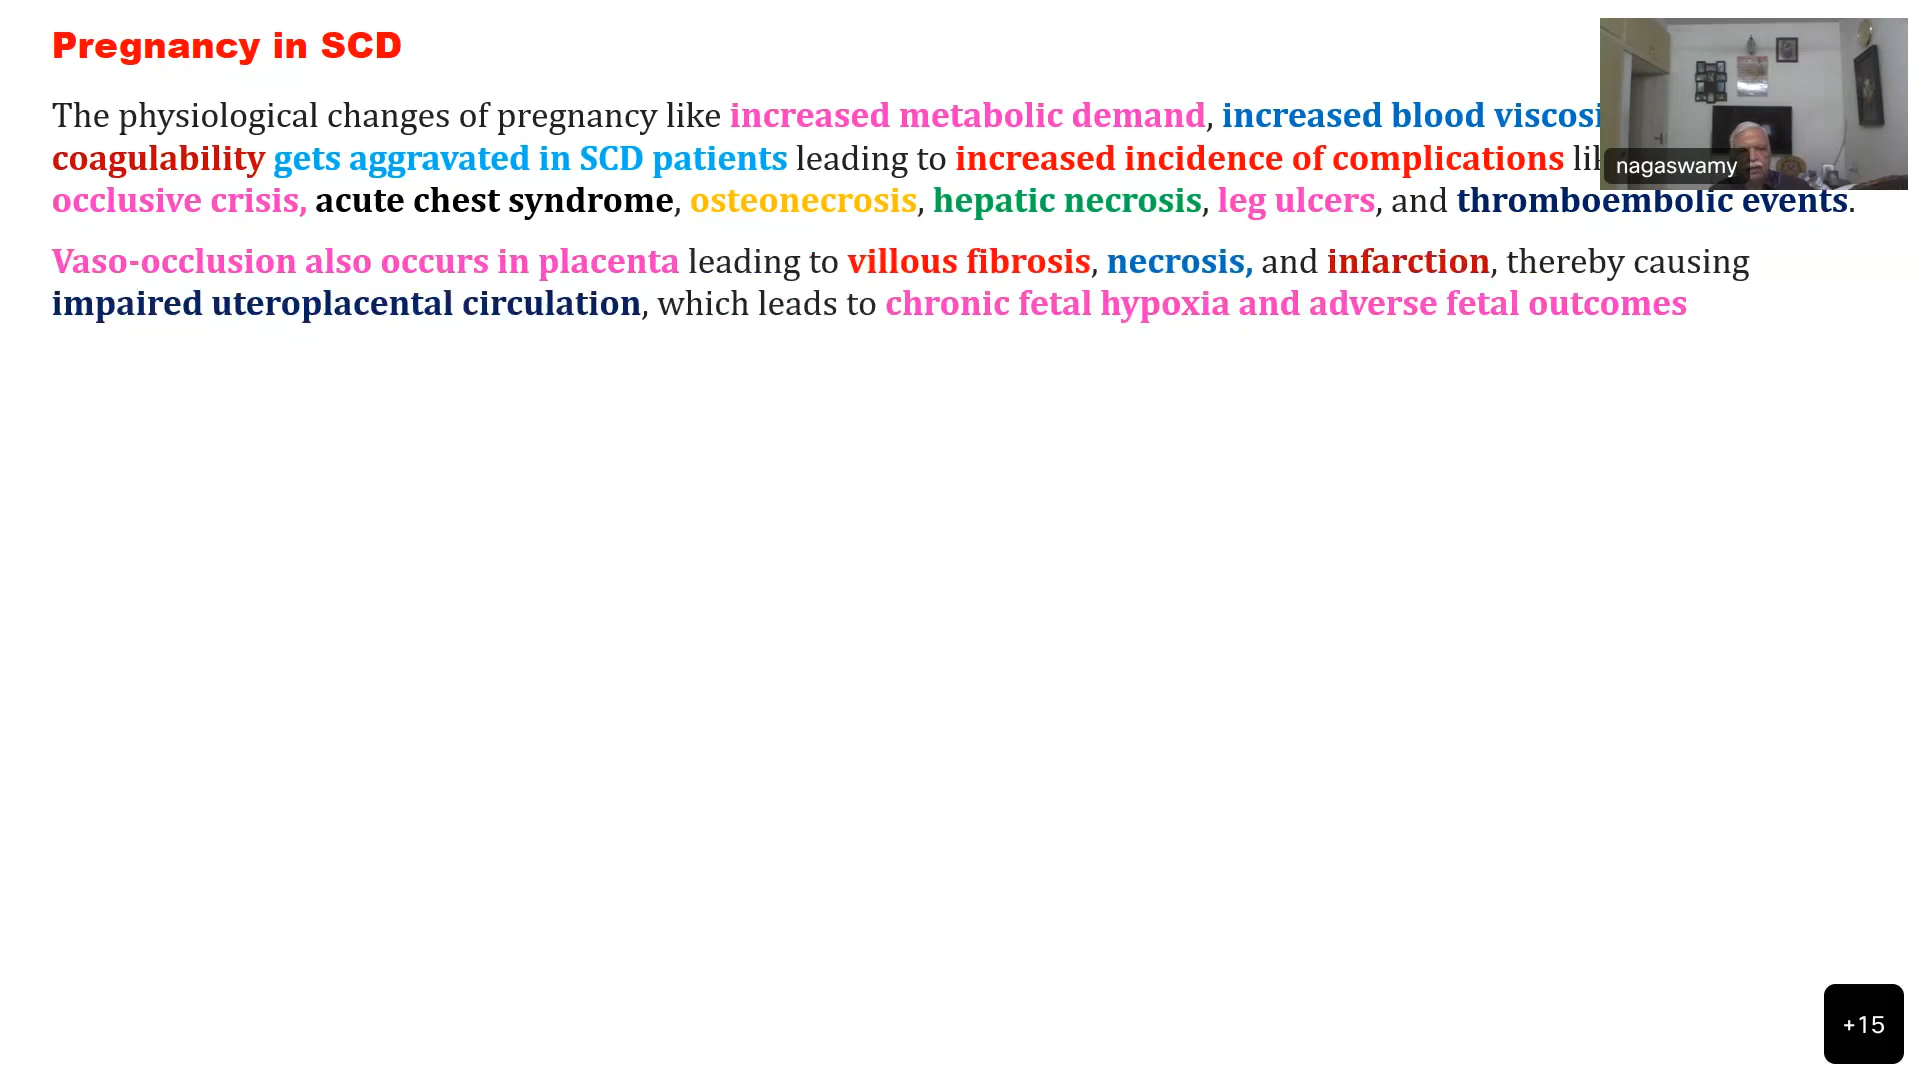 Pregnancy in SCD
The physiological changes of pregnancy like increased metabolic demand, increased blood
coagulability gets aggravated in SCD patients leading to increased incidence of complications
occlusive crisis, acute chest syndrome, osteonecrosis, hepatic necrosis, leg ulcers, and thromboembolic events.
Vaso-occlusion also occurs in placenta leading to villous fibrosis, necrosis, and infarction, thereby causing
impaired uteroplacental circulation, which leads to chronic fetal hypoxia and adverse fetal outcomes
nagaswamy
+15